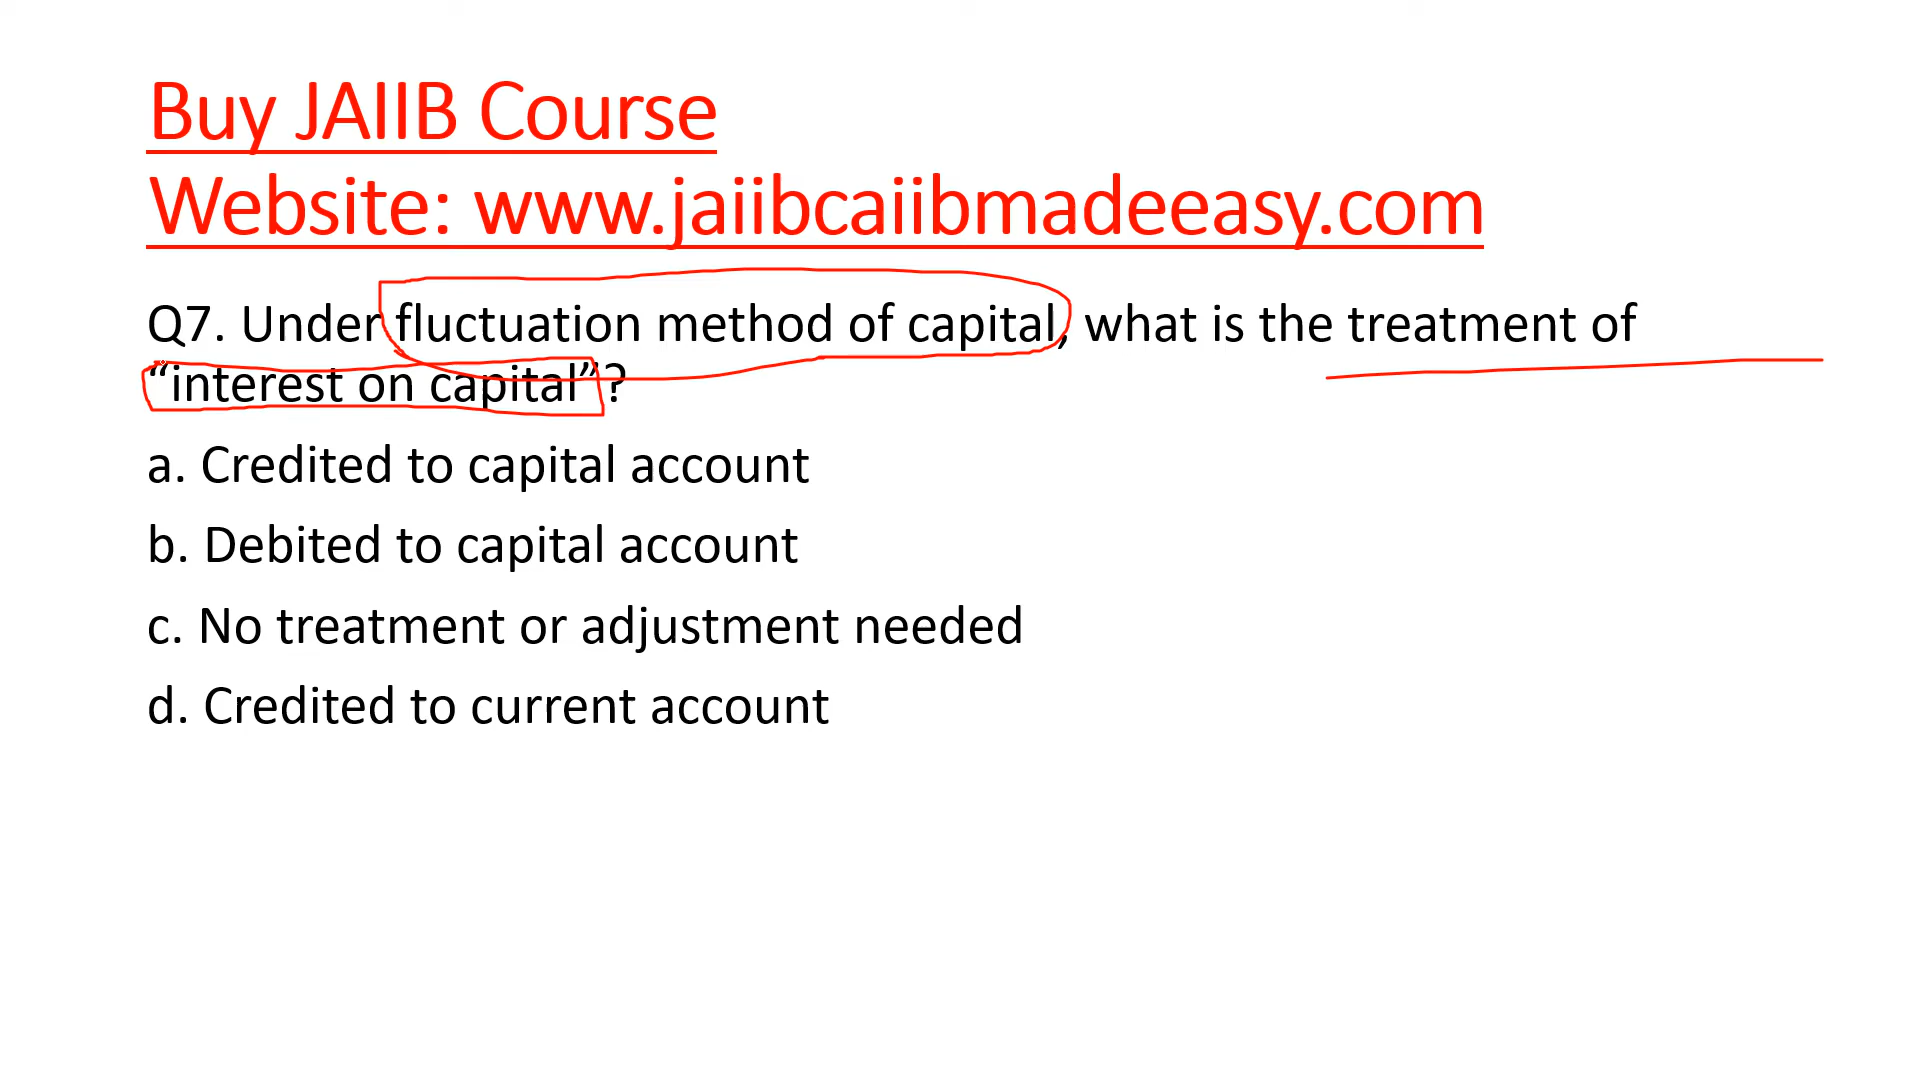 Buy JAIIB Course
Website: www.jaiibcaiibmadeeasy.com
Q7. Under fluctuation method of capital, what is the treatment of
“interest on capital”?
a. Credited to capital account
b. Debited to capital account
c. No treatment or adjustment needed
d. Credited to current account